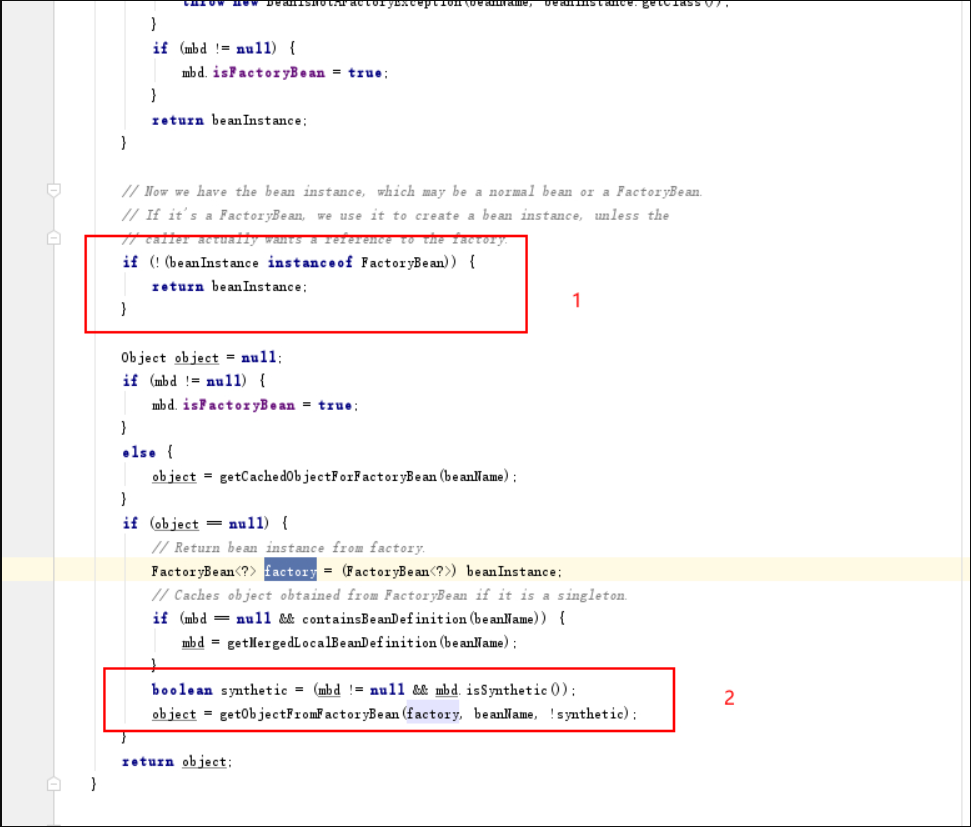 throw new BeanIsNotAFactoryException(beanName, beanInstance.getClass());
}
if (mbd != null) {
mbd.isFactoryBean = true;
}
return beanInstance;
}
// Now we have the bean instance, which may be a normal bean or a FactoryBean.
// If it's a FactoryBean, we use it to create a bean instance, unless the
// caller actually wants a reference to the factory.
if (!(beanInstance instanceof FactoryBean)) {
return beanInstance;
}
1
Object object = null;
if (mbd != null) {
mbd.isFactoryBean = true;
}
else {
object = getCachedObjectForFactoryBean(beanName);
}
if (object == null) {
// Return bean instance from factory.
FactoryBean<?> factory = (FactoryBean<?>) beanInstance;
// Caches object obtained from FactoryBean if it is a singleton.
if (mbd == null && containsBeanDefinition(beanName)) {
mbd = getMergedLocalBeanDefinition(beanName);
}
boolean synthetic = (mbd != null && mbd.isSynthetic());
object = getObjectFromFactoryBean(factory, beanName, !synthetic);
2
}
return object;
}